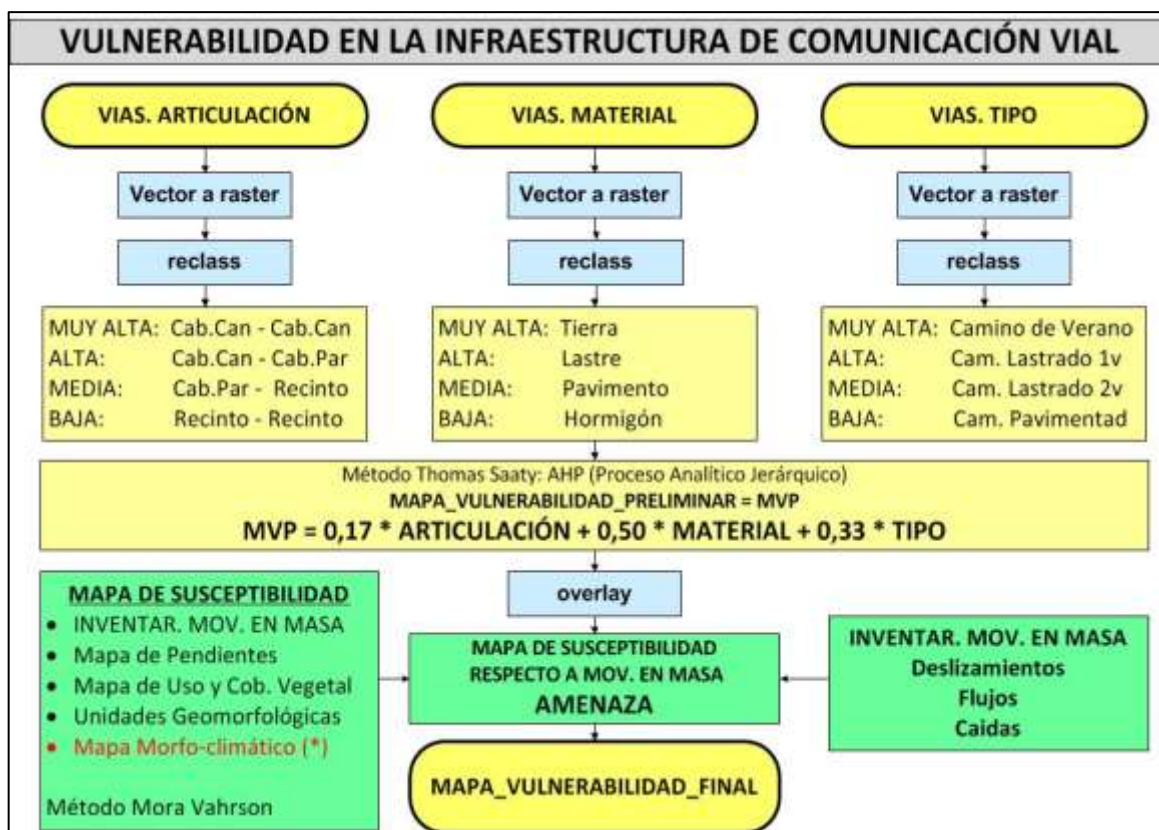 VULNERABILIDAD EN LA INFRAESTRUCTURA DE COMUNICACIÓN VIAL
VIAS. ARTICULACIÓN
VIAS. MATERIAL
VIAS. TIPO
Vector a raster
Vector a raster
Vector a raster
reclass
reclass
reclass
MUY ALTA: Cab.Can - Cab.Can
ALTA: Cab.Can - Cab.Par
MEDIA: Cab.Par - Recinto
BAJA: Recinto - Recinto
MUY ALTA: Tierra
ALTA: Lastre
MEDIA: Pavimento
BAJA: Hormigón
MUY ALTA: Camino de Verano
ALTA: Cam. Lastrado 1v
MEDIA: Cam. Lastrado 2v
BAJA: Cam. Pavimentad
Método Thomas Saaty: AHP (Proceso Analítico Jerárquico)
MAPA_VULNERABILIDAD_PRELIMINAR = MVP
MVP = 0,17 * ARTICULACIÓN + 0,50 * MATERIAL + 0,33 * TIPO
overlay
MAPA DE SUSCEPTIBILIDAD
• INVENTAR. MOV. EN MASA
• Mapa de Pendientes
• Mapa de Uso y Cob. Vegetal
• Unidades Geomorfológicas
• Mapa Morfo-climático (*)
Método Mora Vahrson
MAPA DE SUSCEPTIBILIDAD
RESPECTO A MOV. EN MASA
AMENAZA
INVENTAR. MOV. EN MASA
Deslizamientos
Flujos
Caidas
MAPA_VULNERABILIDAD_FINAL